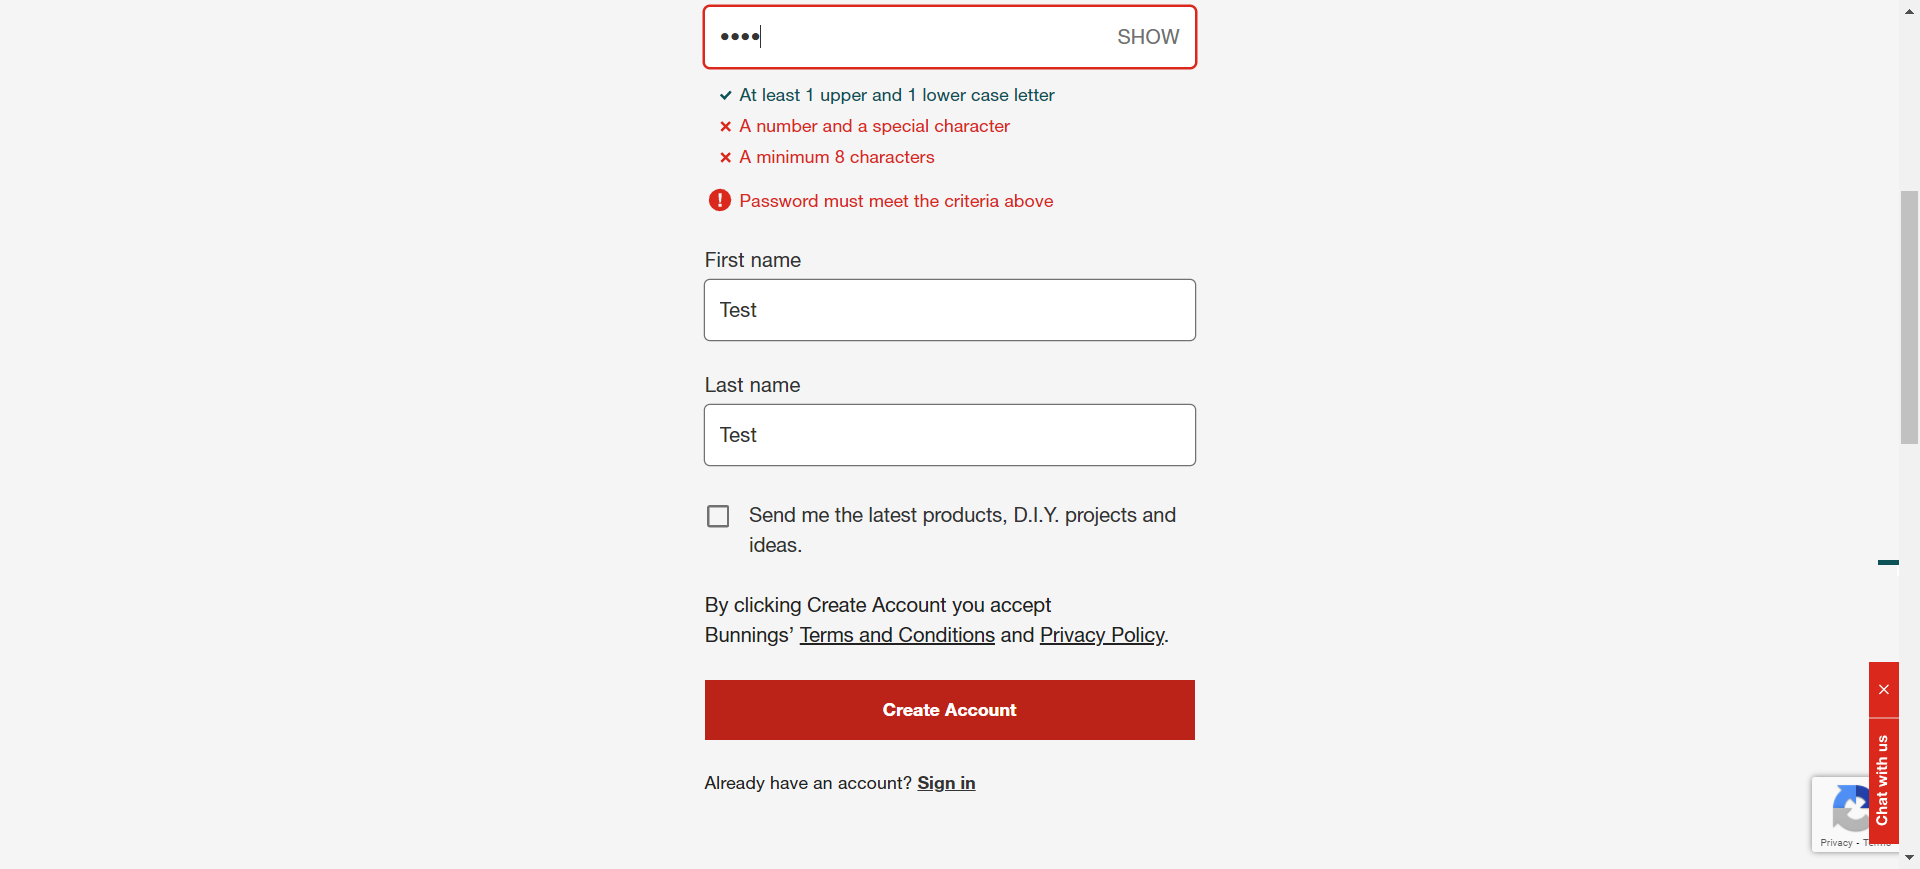 •••• SHOW
At least 1 upper and 1 lower case letter
A number and a special character
A minimum 8 characters
Password must meet the criteria above
First name
Test
Last name
Test
Send me the latest products, D.I.Y. projects and
ideas.
By clicking Create Account you accept
Bunnings’ Terms and Conditions and Privacy Policy.
Create Account
Already have an account? Sign in
Chat with us
Privacy -